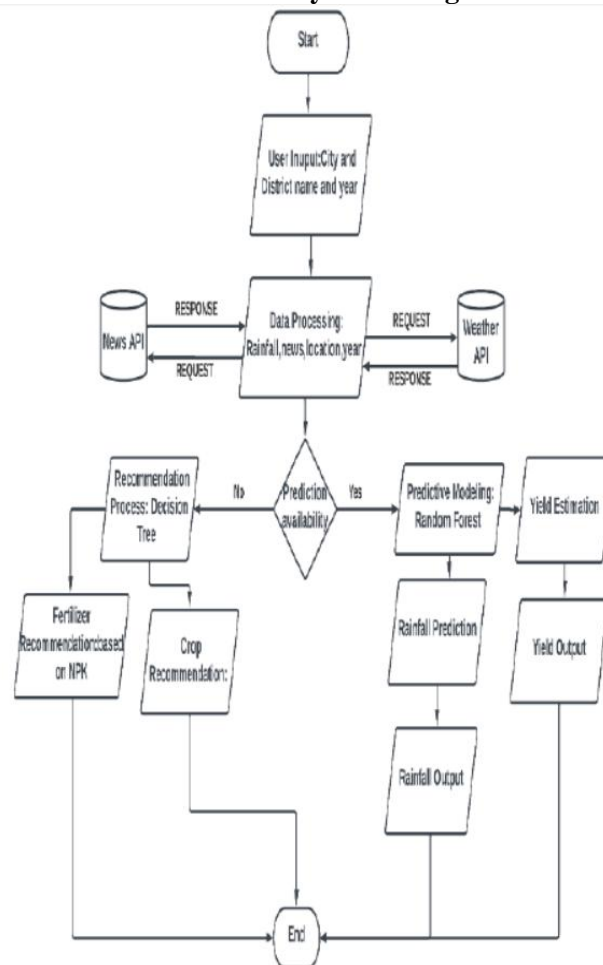 Start
User Inuput:City and
District name and year
RESPONSE
News API
REQUEST
Data Processing:
Rainfall,news,location,year
REQUEST
Weather
API
RESPONSE
Recommendation
Process: Decision
Tree
No
Prediction
availability
Yes
Predictive Modeling:
Random Forest
Yield Estimation
Fertilizer
Recommendation:based
on NPK
Crop
Recommendation:
Rainfall Prediction
Yield Output
Rainfall Output
End